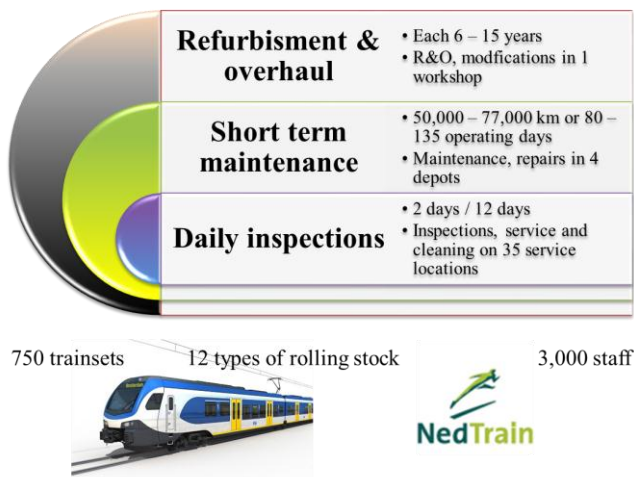 Refurbisment &
overhaul
• Each 6 – 15 years
• R&O, modfications in 1
workshop
Short term
maintenance
• 50,000 – 77,000 km or 80 –
135 operating days
• Maintenance, repairs in 4
depots
Daily inspections
• 2 days / 12 days
• Inspections, service and
cleaning on 35 service
locations
750 trainsets
12 types of rolling stock
3,000 staff
NedTrain